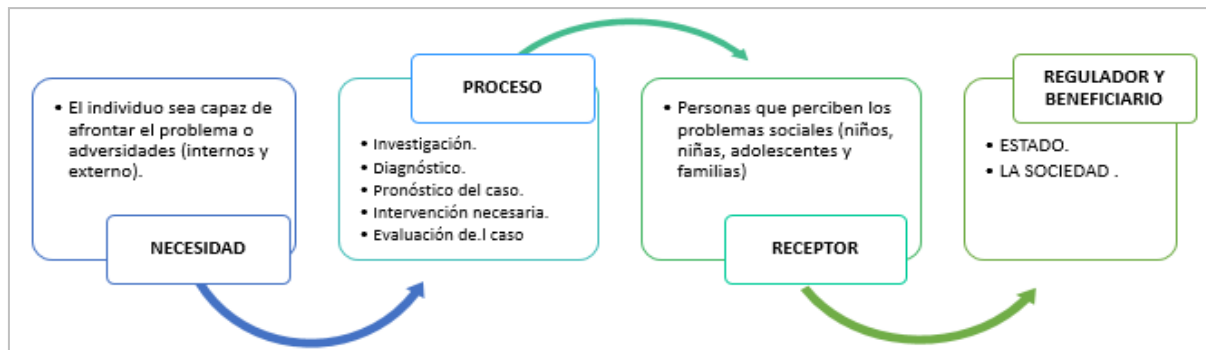 • El individuo sea capaz de
afrontar el problema o
adversidades (internos y
externo).
NECESIDAD
PROCESO
• Investigación.
• Diagnóstico.
• Pronóstico del caso.
• Intervención necesaria.
• Evaluación de.l caso
• Personas que perciben los
problemas sociales (niños,
niñas, adolescentes y
familias)
RECEPTOR
REGULADOR Y
BENEFICIARIO
• ESTADO.
• LA SOCIEDAD .